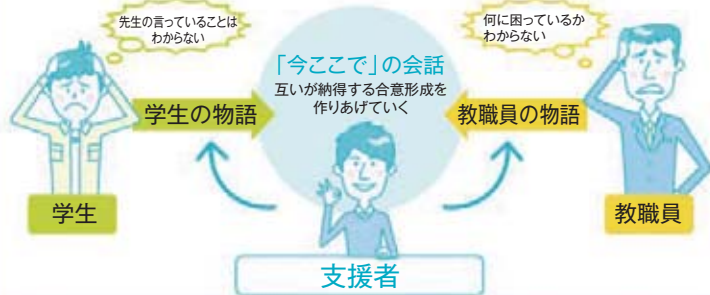 先生の言っていることは
わからない
何に困っているか
わからない
「今ここで」の会話
互いが納得する合意形成を
作りあげていく
学生の物語
教職員の物語
学生
教職員
支援者